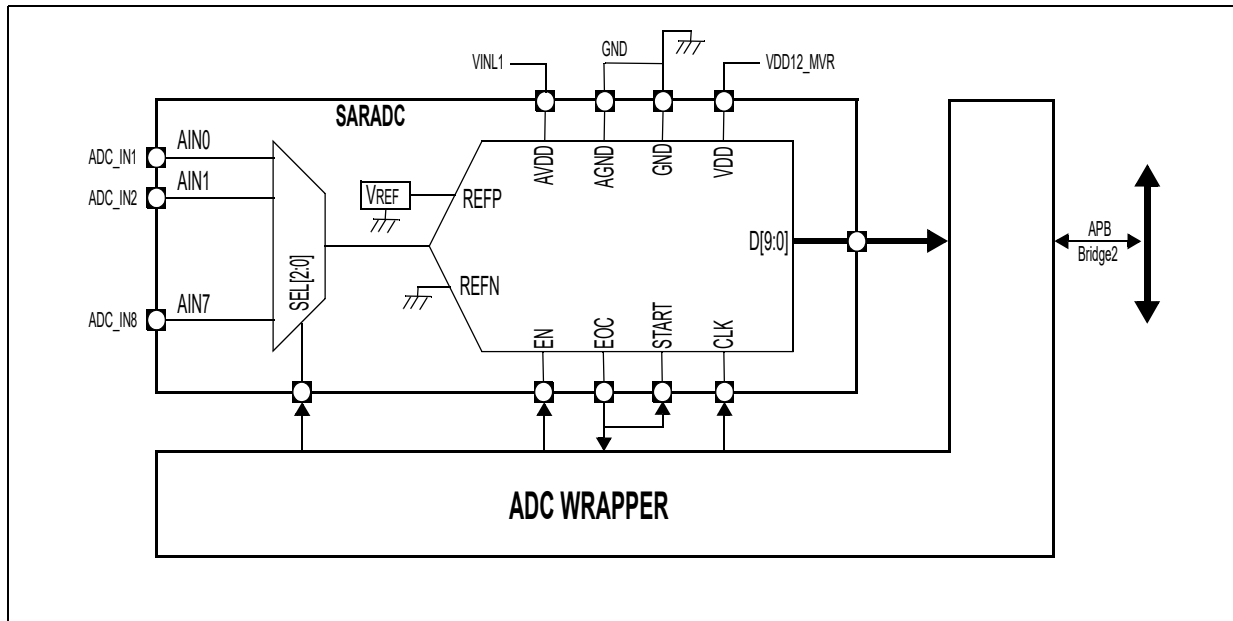 GND
VINL1
VDD12_MVR
SARADC
ADC_IN1
AIN0
ADC_IN2
AIN1
ADC_IN8
AIN7
SEL[2:0]
VREF
REFP
REFN
AVDD
AGND
GND
VDD
D[9:0]
EN
EOC
START
CLK
APB
Bridge2
ADC WRAPPER